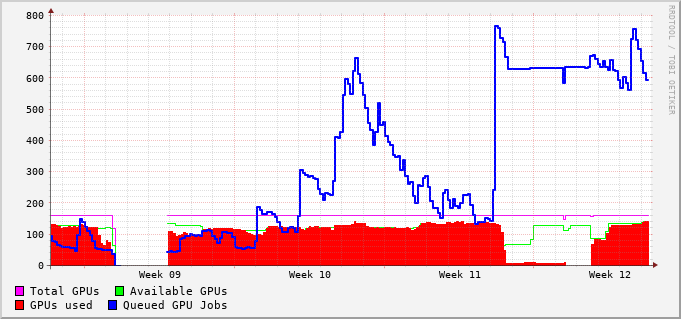 800
700
600
500
400
300
200
100
0
Week 09 Week 10 Week 11 Week 12
Total GPUs Available GPUs
GPUs used Queued GPU Jobs
RRDTOOL / TOBI OETIKER